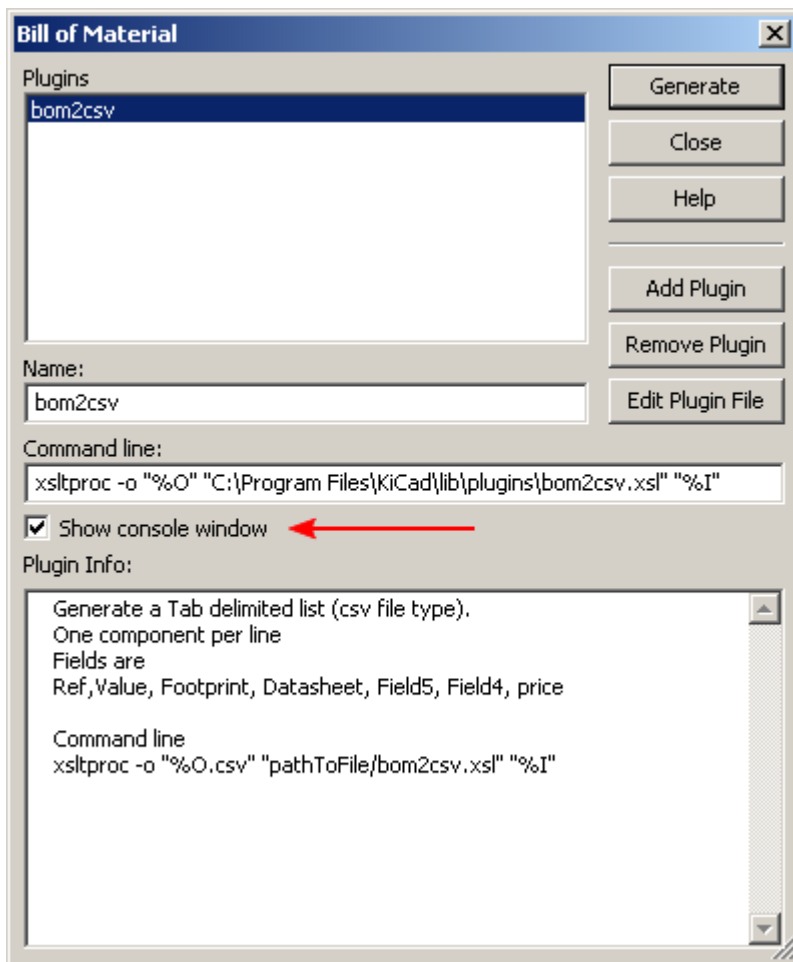 Bill of Material
Plugins
bom2csv
Generate
Close
Help
Add Plugin
Remove Plugin
Edit Plugin File
Name:
bom2csv
Command line:
xsltproc -o "%O" "C:\Program Files\KiCad\lib\plugins\bom2csv.xsl" "%I"
Show console window
Plugin Info:
Generate a Tab delimited list (csv file type).
One component per line
Fields are
Ref,Value, Footprint, Datasheet, Field5, Field4, price
Command line
xsltproc -o "%O.csv" "pathToFile/bom2csv.xsl" "%I"